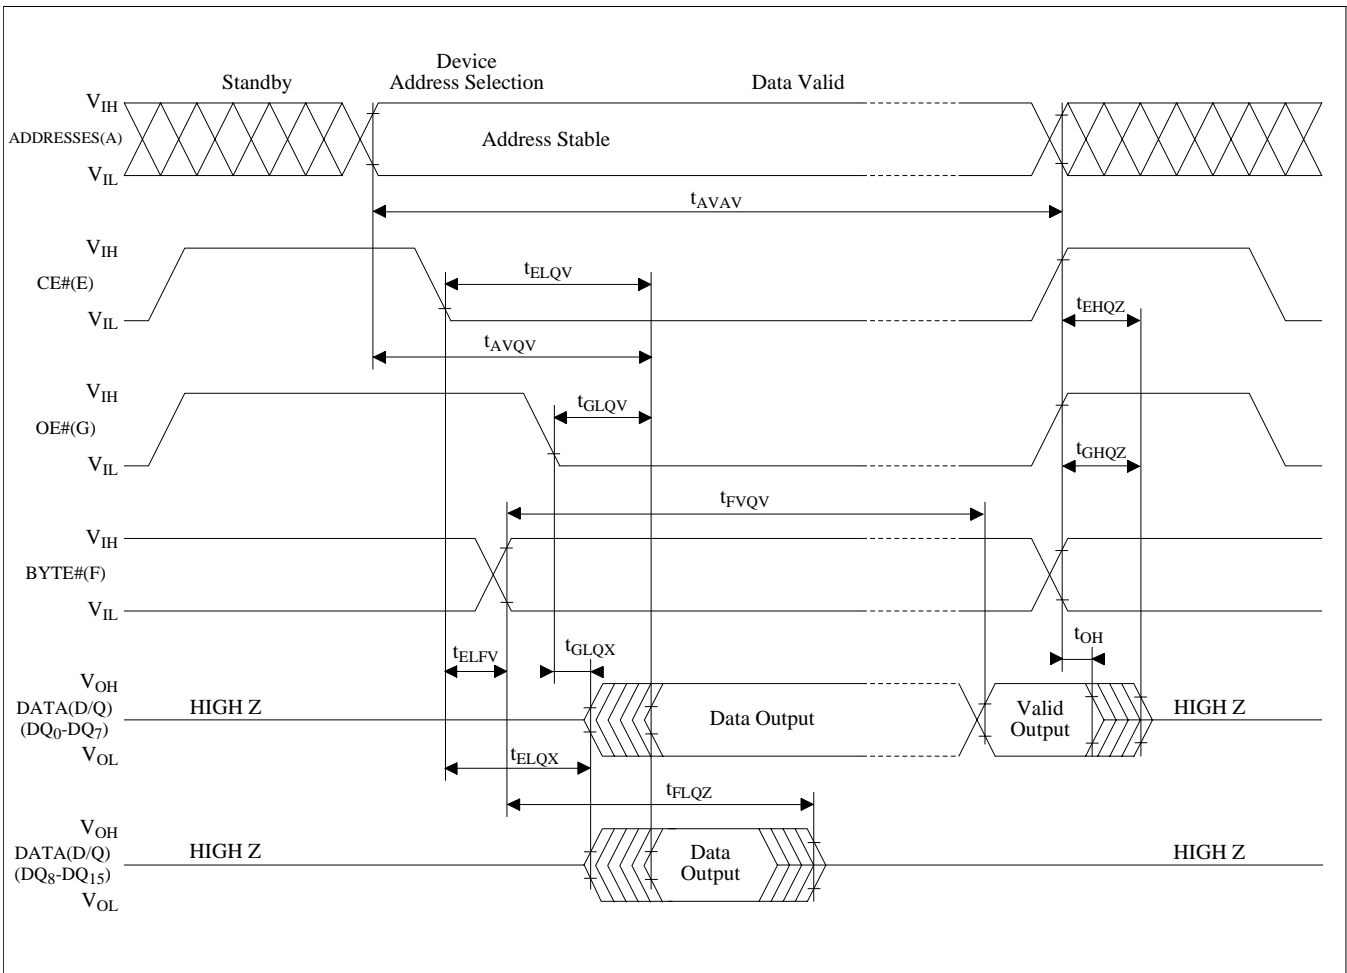 Device
Standby Address Selection Data Valid
VIH
ADDRESSES(A) Address Stable
VIL
tAVAV
VIH
tELQV
CE#(E)
tEHQZ
VIL
tAVQV
VIH
tGLQV
OE#(G)
tGHQZ
VIL
tFVQV
VIH
BYTE#(F)
VIL
tELFV tGLQX tOH
VOH
DATA(D/Q) HIGH Z Data Output Valid HIGH Z
(DQ0-DQ7) Output
VOL
tELQX
tFLQZ
VOH
DATA(D/Q) HIGH Z Data HIGH Z
(DQ8-DQ15) Output
VOL